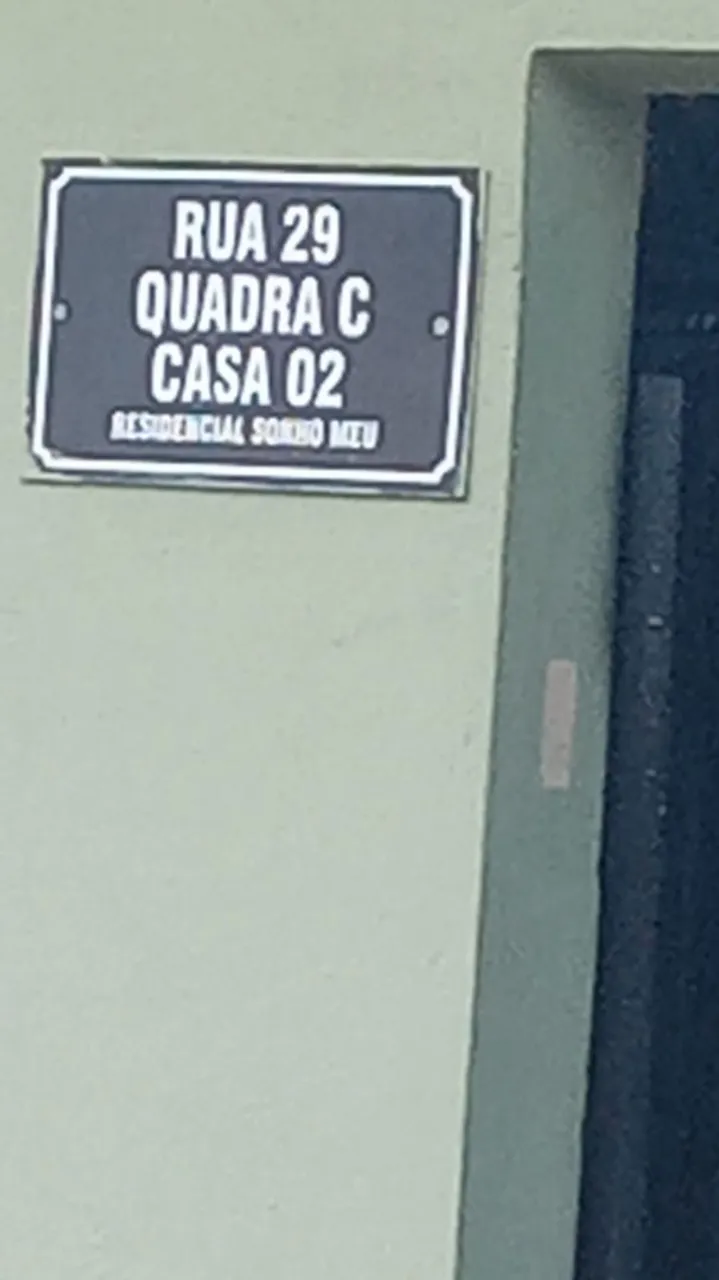 RUA 29
QUADRA C
CASA 02
RESIDENCIAL SONHO MEU